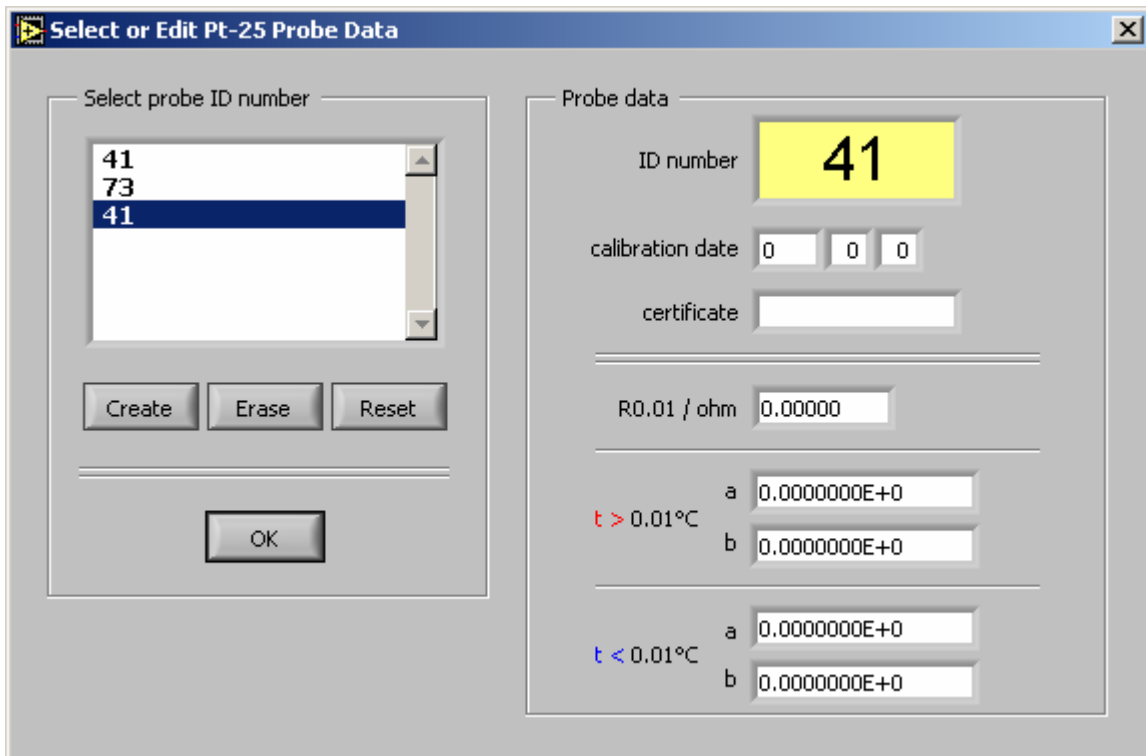 Select or Edit Pt-25 Probe Data
Select probe ID number
41
73
41
Create Erase Reset
OK
Probe data
ID number 41
calibration date 0 0 0
certificate
R0.01 / ohm 0.00000
a 0.0000000E+0
t > 0.01°C
b 0.0000000E+0
a 0.0000000E+0
t < 0.01°C
b 0.0000000E+0